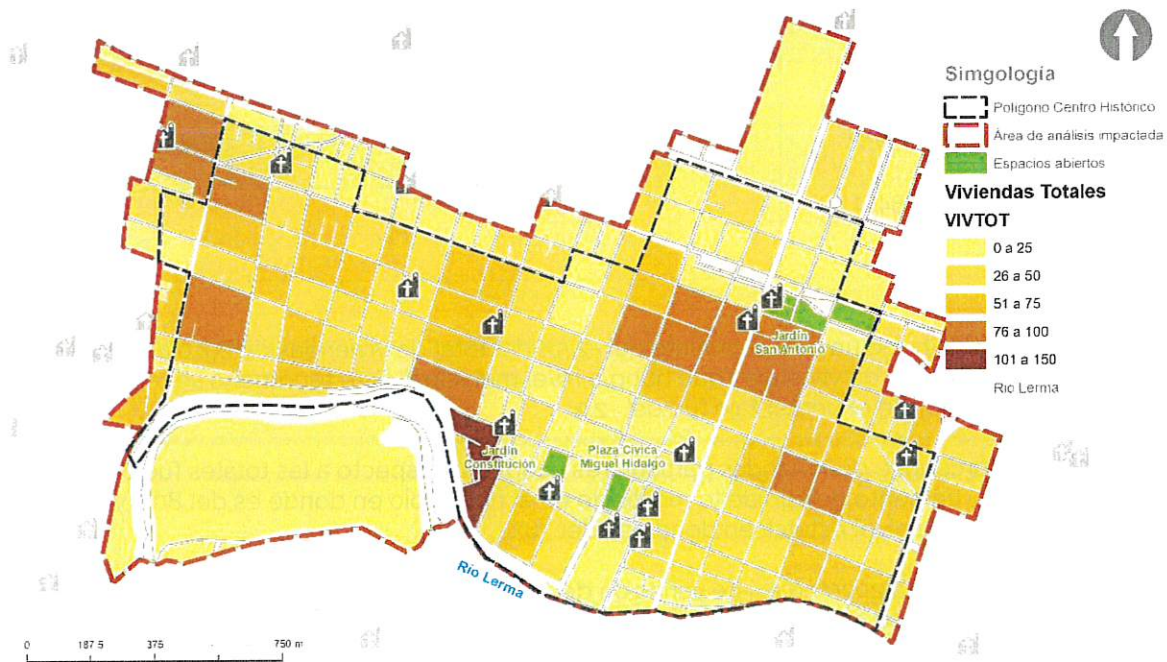 Simgología
Polígono Centro Histórico
Área de análisis impactada
Espacios abiertos
Viviendas Totales
VIVTOT
0 a 25
26 a 50
51 a 75
76 a 100
101 a 150
Rio Lerma
Jardín
San Antonio
Jardín
Constitución
Plaza Cívica
Miguel Hidalgo
Río Lerma
0 187.5 375 750 m